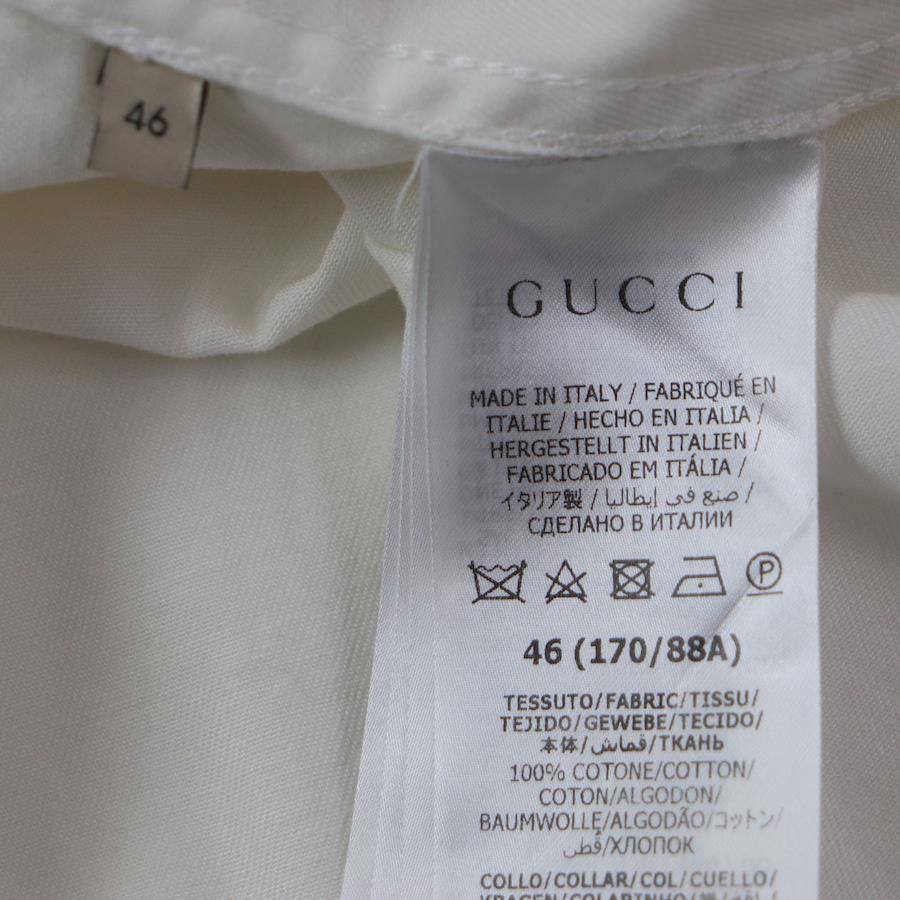 46
GUCCI
MADE IN ITALY / FABRIQUÉ EN
ITALIE / HECHO EN ITALIA /
HERGESTELLT IN ITALIEN /
FABRICADO EM ITÁLIA /
イタリア製 / صنع في إيطاليا /
СДЕЛАНО В ИТАЛИИ
P
46 (170/88A)
TESSUTO/FABRIC/TISSU/
TEJIDO/GEWEBE/TECIDO/
本体/قماش/ТКАНЬ
100% COTONE/COTTON/
COTON/ALGODON/
BAUMWOLLE/ALGODÃO/コットン/
قطن/ХЛОПОК
COLLO/COLLAR/COL/CUELLO/
KRAGEN/COLARINHO/